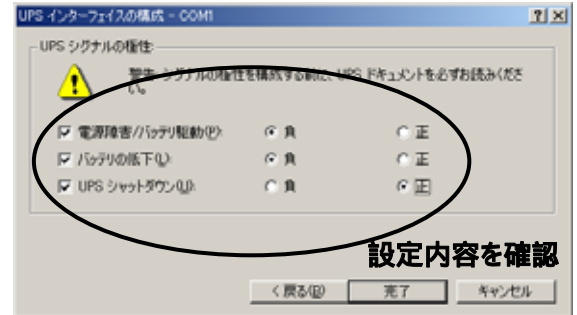 UPS インターフェイスの構成 - COM1
UPS シグナルの極性:
警告: シグナルの極性を構成する前に、UPS ドキュメントを必ずお読みくださ
い。
電源障害/バッテリ駆動(P): 負 正
バッテリの低下(L): 負 正
UPS シャットダウン(U): 負 正
設定内容を確認
< 戻る(B) 完了 キャンセル